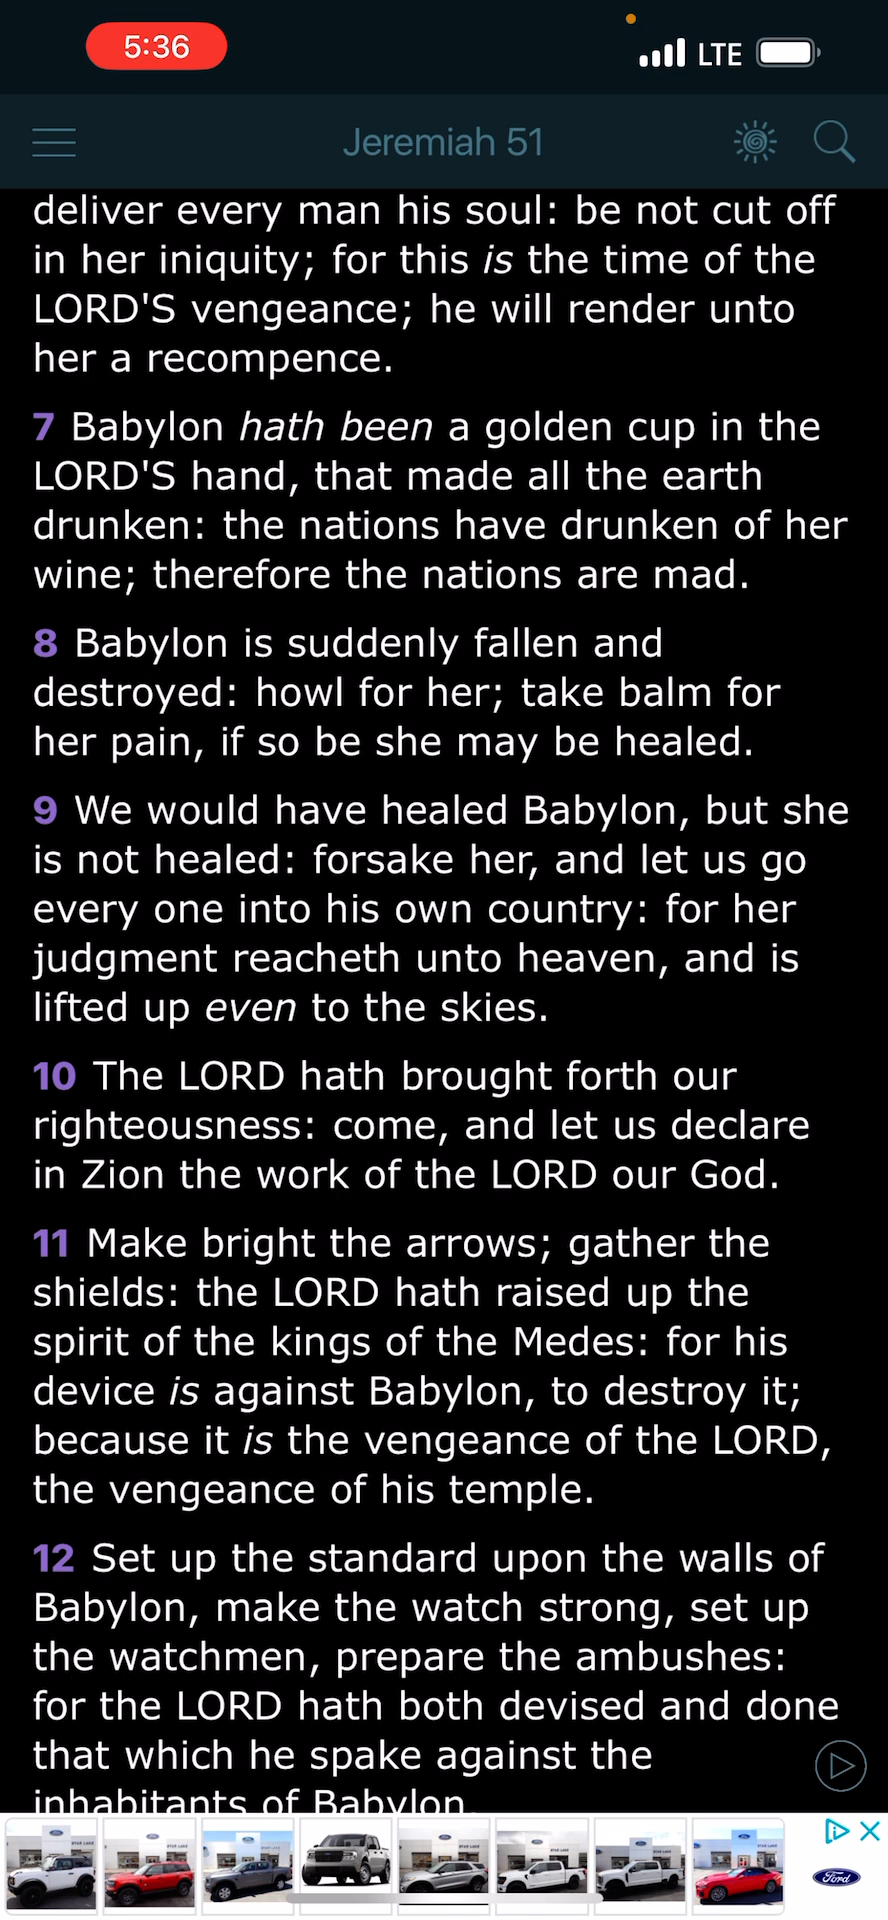 5:36
LTE
Jeremiah 51
deliver every man his soul: be not cut off
in her iniquity; for this is the time of the
LORD'S vengeance; he will render unto
her a recompence.
7 Babylon hath been a golden cup in the
LORD'S hand, that made all the earth
drunken: the nations have drunken of her
wine; therefore the nations are mad.
8 Babylon is suddenly fallen and
destroyed: howl for her; take balm for
her pain, if so be she may be healed.
9 We would have healed Babylon, but she
is not healed: forsake her, and let us go
every one into his own country: for her
judgment reacheth unto heaven, and is
lifted up even to the skies.
10 The LORD hath brought forth our
righteousness: come, and let us declare
in Zion the work of the LORD our God.
11 Make bright the arrows; gather the
shields: the LORD hath raised up the
spirit of the kings of the Medes: for his
device is against Babylon, to destroy it;
because it is the vengeance of the LORD,
the vengeance of his temple.
12 Set up the standard upon the walls of
Babylon, make the watch strong, set up
the watchmen, prepare the ambushes:
for the LORD hath both devised and done
that which he spake against the
inhabitants of Babylon.
Ford